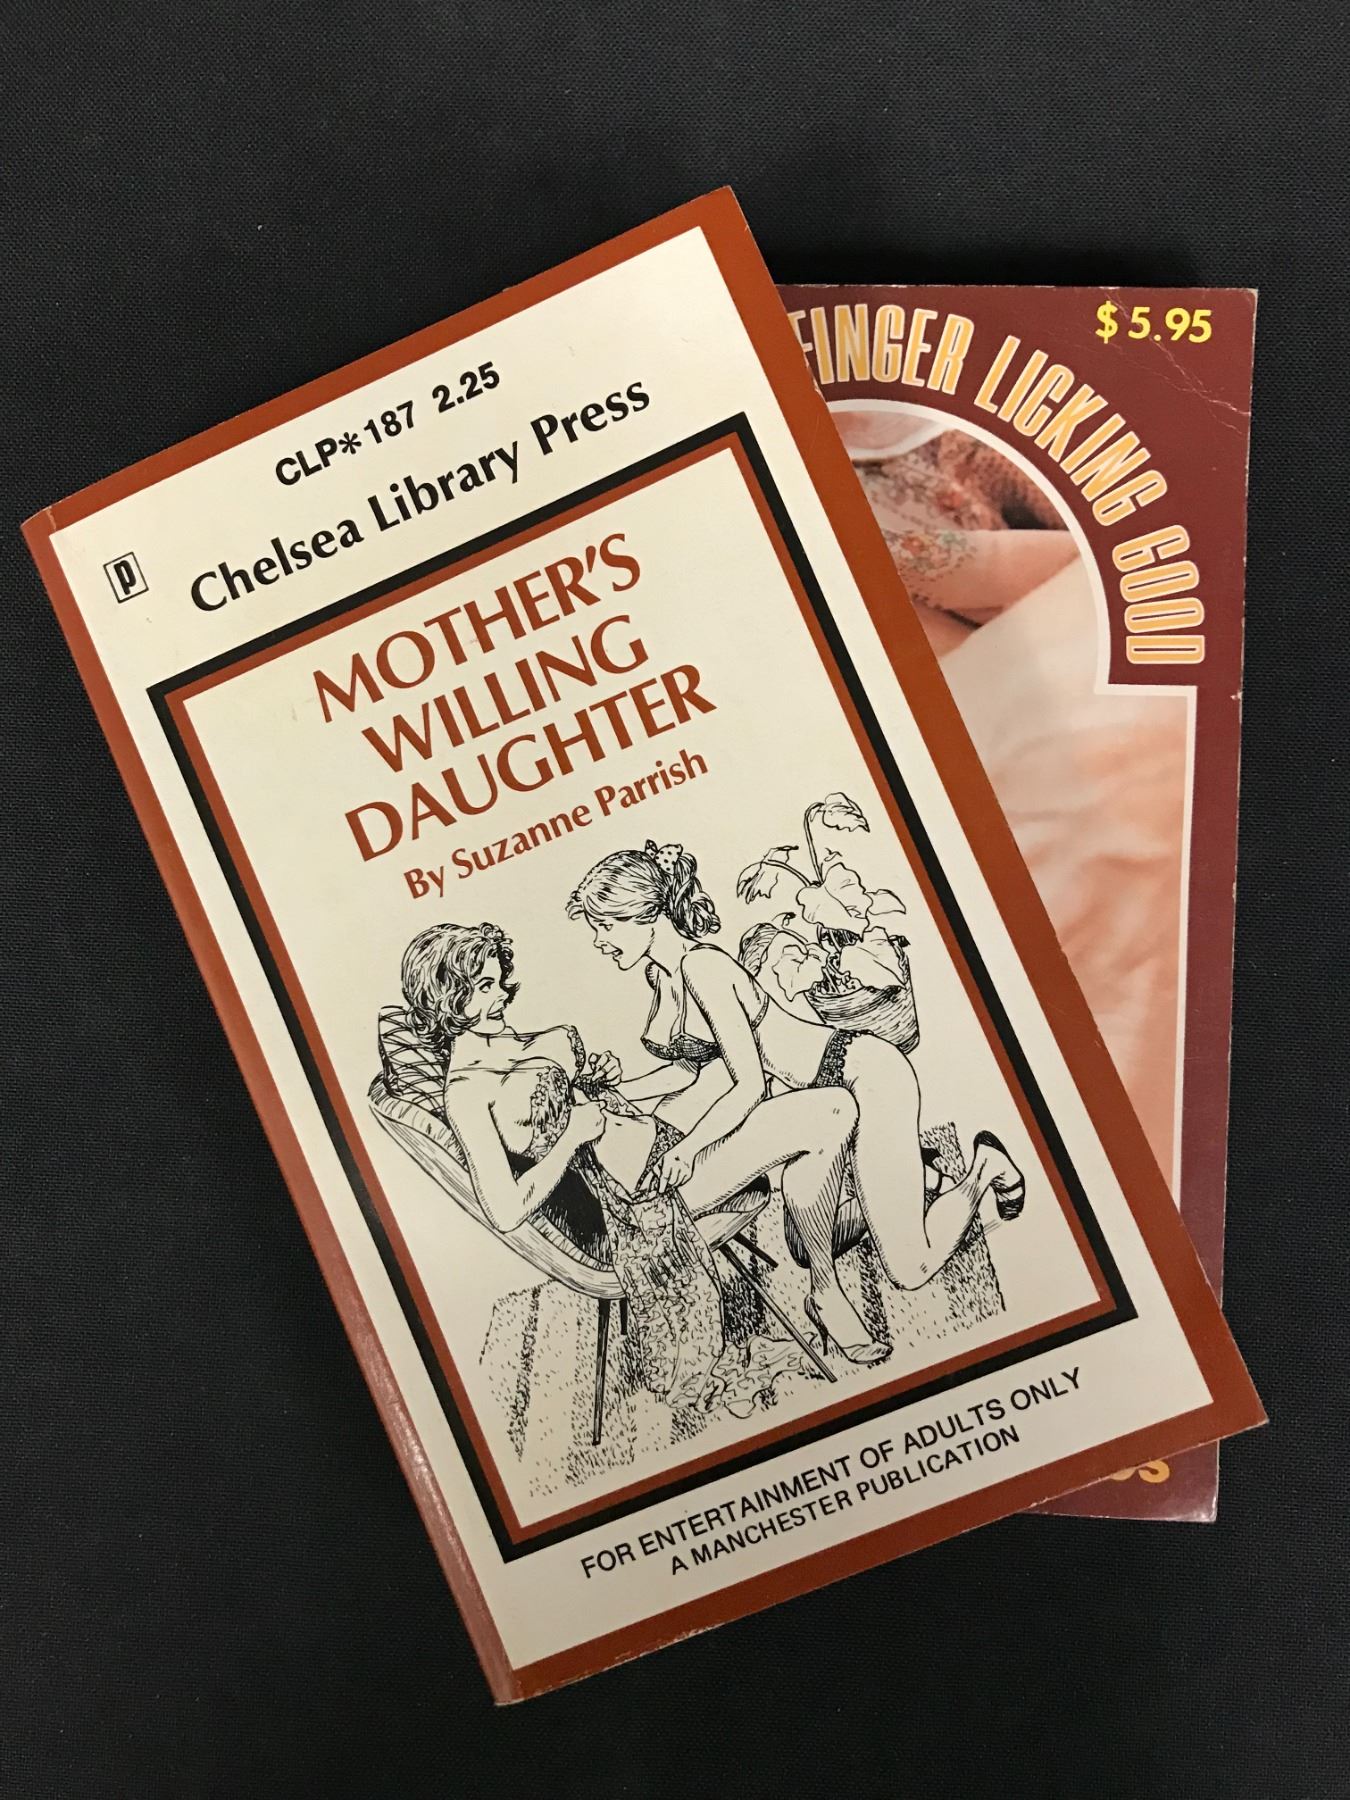 CLP*187 2.25
P
Chelsea Library Press
MOTHER'S
WILLING
DAUGHTER
By Suzanne Parrish
FOR ENTERTAINMENT OF ADULTS ONLY
A MANCHESTER PUBLICATION
$5.95
FINGER LICKING GOOD